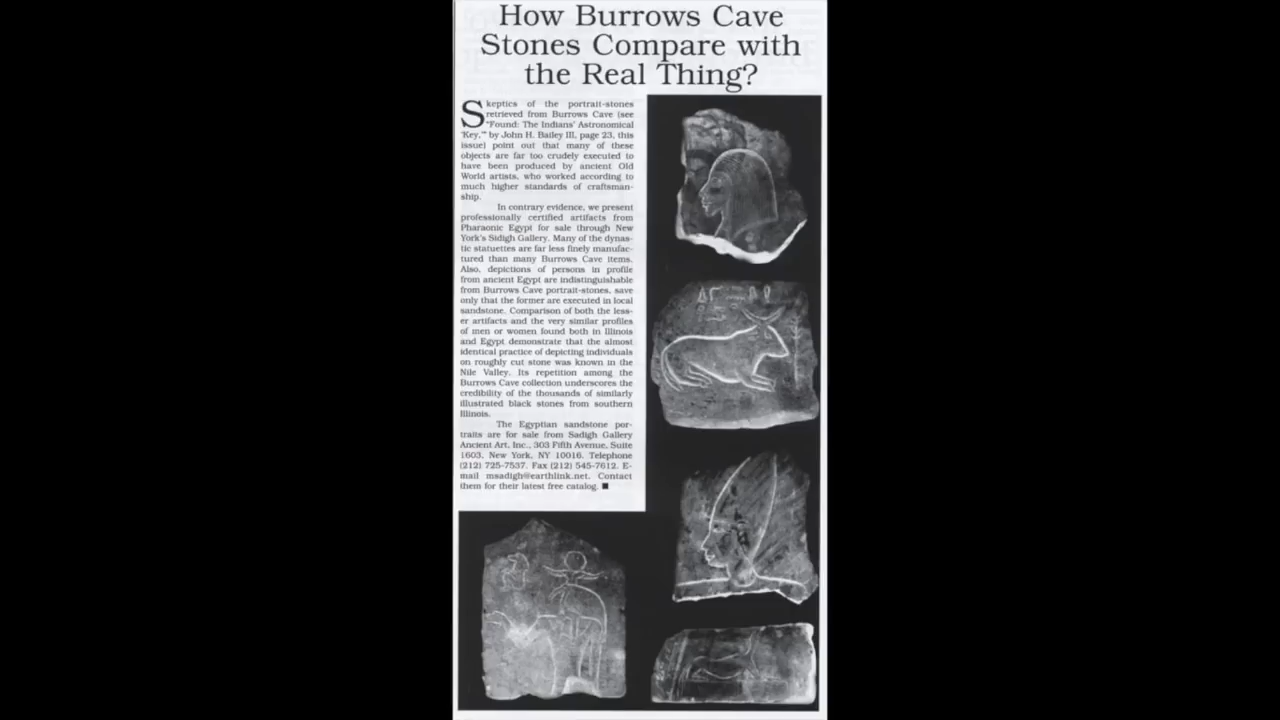 How Burrows Cave
Stones Compare with
the Real Thing?
Skeptics of the portrait-stones
retrieved from Burrows Cave (see
"Found: The Indians' Astronomical
'Key,'" by John H. Bailey III, page 23, this
issue) point out that many of these
objects are far too crudely executed to
have been produced by ancient Old
World artists, who worked according to
much higher standards of craftsman-
ship.
In contrary evidence, we present
professionally certified artifacts from
Pharaonic Egypt for sale through New
York's Sidigh Gallery. Many of the dynas-
tic statuettes are far less finely manufac-
tured than many Burrows Cave items.
Also, depictions of persons in profile
from ancient Egypt are indistinguishable
from Burrows Cave portrait-stones, save
only that the former are executed in local
sandstone. Comparison of both the less-
er artifacts and the very similar profiles
of men or women found both in Illinois
and Egypt demonstrate that the almost
identical practice of depicting individuals
on roughly cut stone was known in the
Nile Valley. Its repetition among the
Burrows Cave collection underscores the
credibility of the thousands of similarly
illustrated black stones from southern
Illinois.
The Egyptian sandstone por-
traits are for sale from Sadigh Gallery
Ancient Art, Inc., 303 Fifth Avenue, Suite
1603, New York, NY 10016. Telephone
(212) 725-7537. Fax (212) 545-7612. E-
mail msadigh@earthlink.net. Contact
them for their latest free catalog. ■